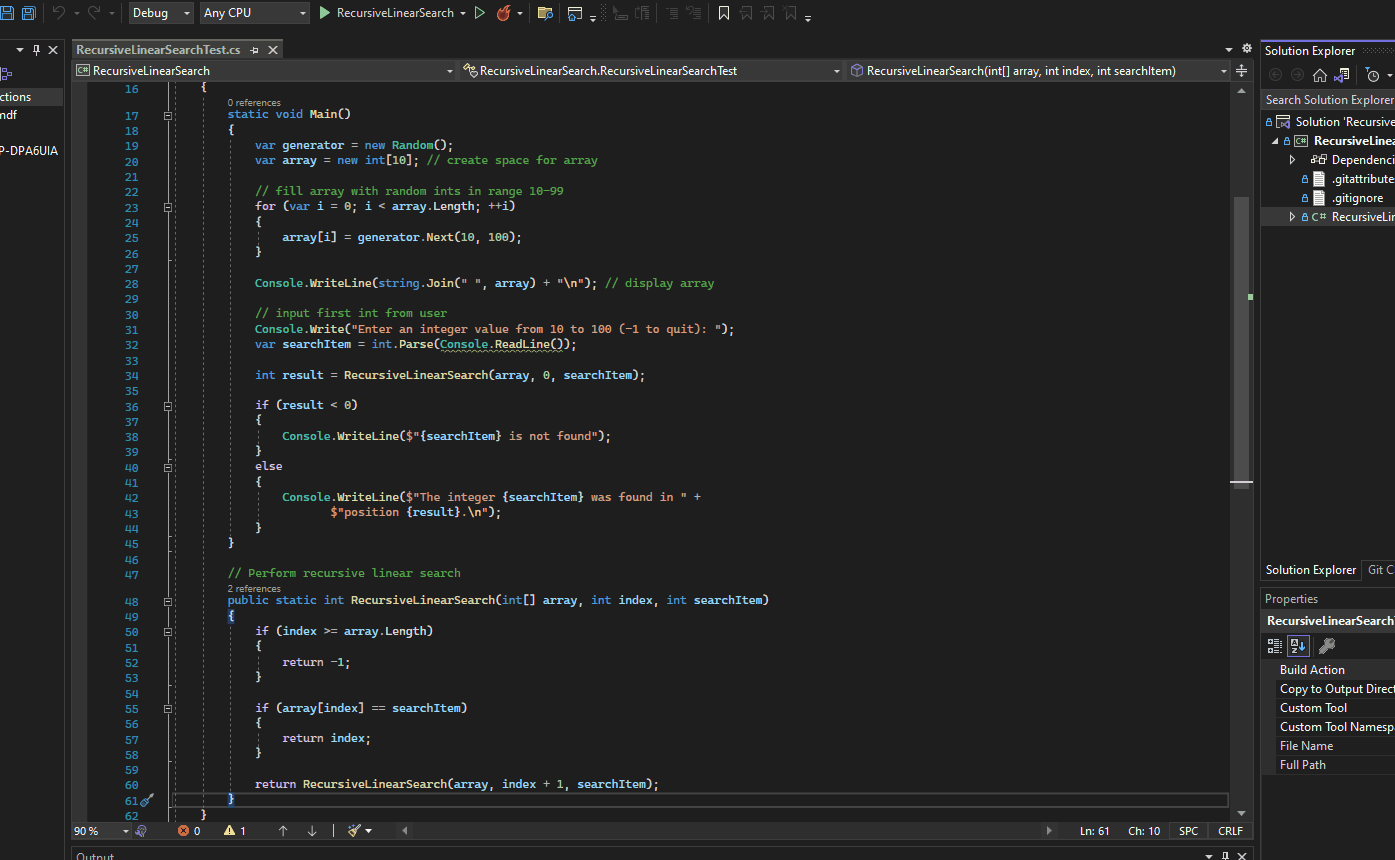 Debug Any CPU RecursiveLinearSearch
RecursiveLinearSearchTest.cs
Solution Explorer
RecursiveLinearSearch RecursiveLinearSearch.RecursiveLinearSearchTest RecursiveLinearSearch(int[] array, int index, int searchItem)
ctions
Search Solution Explorer
Solution 'Recursive
RecursiveLinea
P-DPA6UIA
Dependenci
.gitattribute
.gitignore
C# RecursiveLin
16 {
0 references
17 static void Main()
18 {
19 var generator = new Random();
20 var array = new int[10]; // create space for array
21
22 // fill array with random ints in range 10-99
23 for (var i = 0; i < array.Length; ++i)
24 {
25 array[i] = generator.Next(10, 100);
26 }
27
28 Console.WriteLine(string.Join(" ", array) + "\n"); // display array
29
30 // input first int from user
31 Console.Write("Enter an integer value from 10 to 100 (-1 to quit): ");
32 var searchItem = int.Parse(Console.ReadLine());
33
34 int result = RecursiveLinearSearch(array, 0, searchItem);
35
36 if (result < 0)
37 {
38 Console.WriteLine($"{searchItem} is not found");
39 }
40 else
41 {
42 Console.WriteLine($"The integer {searchItem} was found in " +
43 $"position {result}.\n");
44 }
45 }
46
47 // Perform recursive linear search
2 references
48 public static int RecursiveLinearSearch(int[] array, int index, int searchItem)
49 {
50 if (index >= array.Length)
51 {
52 return -1;
53 }
54
55 if (array[index] == searchItem)
56 {
57 return index;
58 }
59
60 return RecursiveLinearSearch(array, index + 1, searchItem);
61 }
62 }
Solution Explorer Git C
Properties
RecursiveLinearSearchT
Build Action
Copy to Output Direct
Custom Tool
Custom Tool Namesp
File Name
Full Path
90 % 0 1 Ln: 61 Ch: 10 SPC CRLF
Output